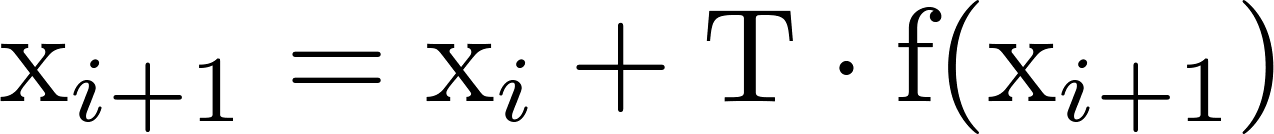 x_{i+1} = x_i + T · f(x_{i+1})